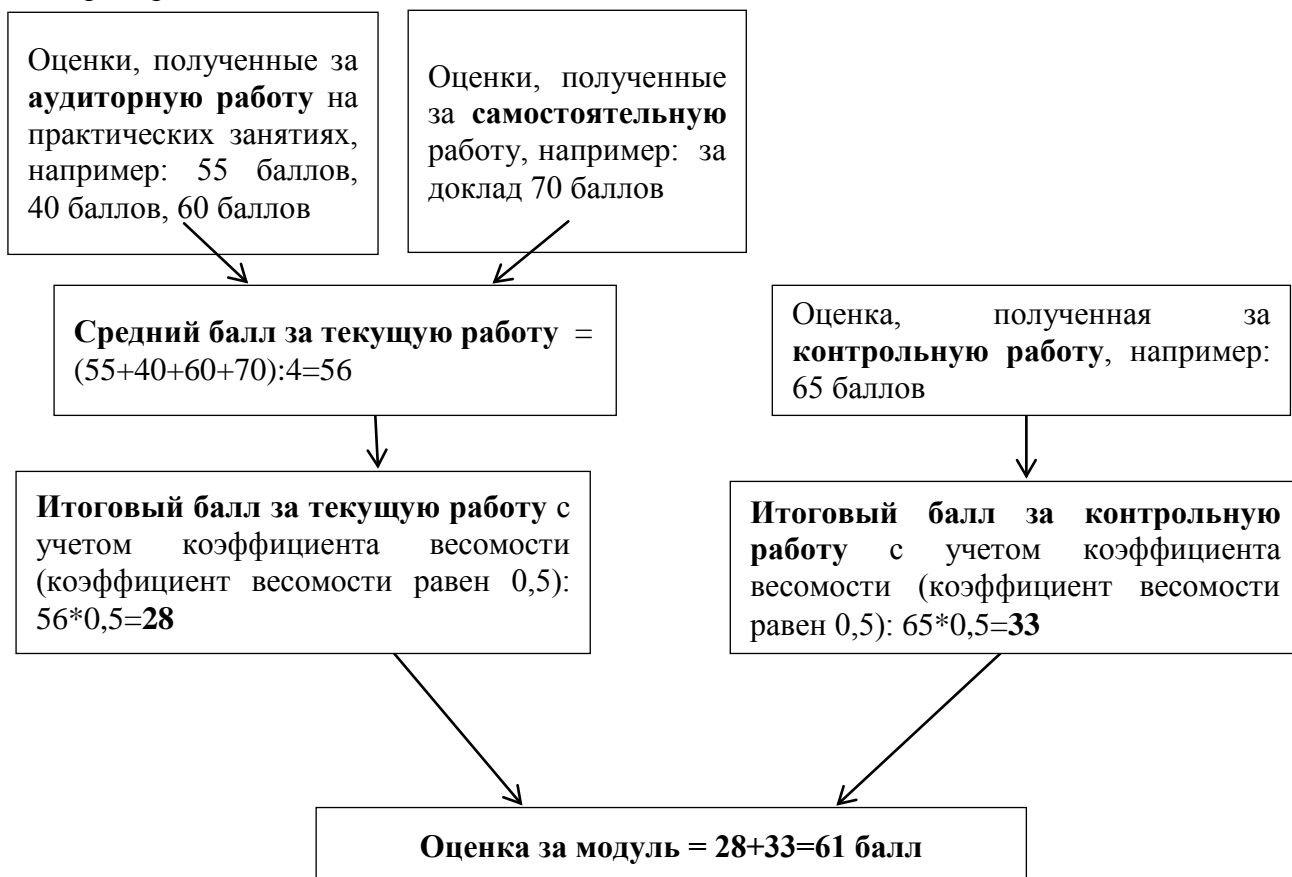 Оценки, полученные за
аудиторную работу на
практических занятиях,
например: 55 баллов,
40 баллов, 60 баллов
Оценки, полученные
за самостоятельную
работу, например: за
доклад 70 баллов
Средний балл за текущую работу =
(55+40+60+70):4=56
Оценка, полученная за
контрольную работу, например:
65 баллов
Итоговый балл за текущую работу с
учетом коэффициента весомости
(коэффициент весомости равен 0,5):
56*0,5=28
Итоговый балл за контрольную
работу с учетом коэффициента
весомости (коэффициент весомости
равен 0,5): 65*0,5=33
Оценка за модуль = 28+33=61 балл